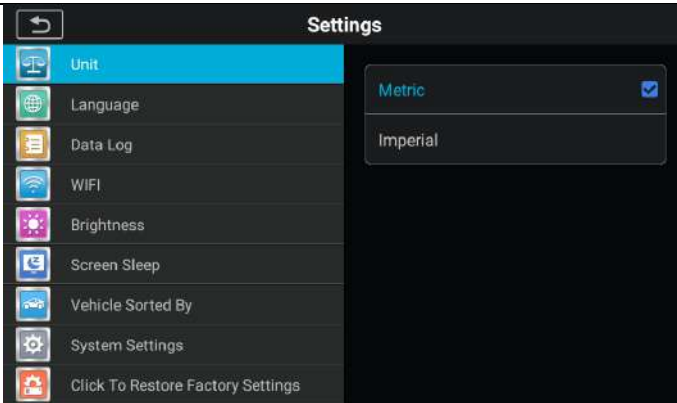 Settings
Unit
Language
Data Log
WIFI
Brightness
Screen Sleep
Vehicle Sorted By
System Settings
Click To Restore Factory Settings
Metric
Imperial